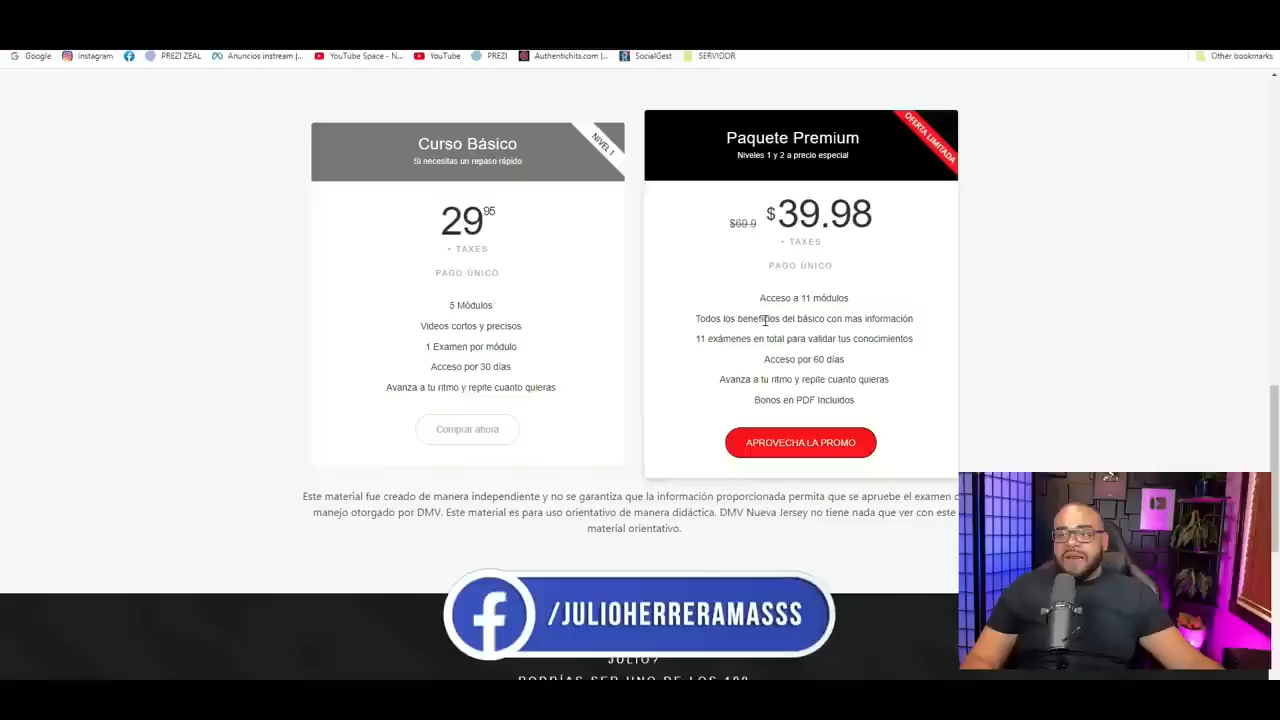 Google
Instagram
PREZI ZEAL
Anuncios instream |...
YouTube Space - N...
YouTube
PREZI
Authentichits.com |...
SocialGest
SERVIDOR
Other bookmarks
Curso Básico
Si necesitas un repaso rápido
NIVEL 1
29 95
+ TAXES
PAGO ÚNICO
5 Módulos
Videos cortos y precisos
1 Examen por módulo
Acceso por 30 días
Avanza a tu ritmo y repite cuanto quieras
Comprar ahora
Paquete Premium
Niveles 1 y 2 a precio especial
OFERTA LIMITADA
$69.9 $39.98
+ TAXES
PAGO ÚNICO
Acceso a 11 módulos
Todos los beneficios del básico con mas información
11 exámenes en total para validar tus conocimientos
Acceso por 60 días
Avanza a tu ritmo y repite cuanto quieras
Bonos en PDF Incluidos
APROVECHA LA PROMO
Este material fue creado de manera independiente y no se garantiza que la información proporcionada permita que se apruebe el examen
manejo otorgado por DMV. Este material es para uso orientativo de manera didáctica. DMV Nueva Jersey no tiene nada que ver con este
material orientativo.
/JULIOHERRERAMASSS
JULIO?
PODRÍAS SER UNO DE LOS 100